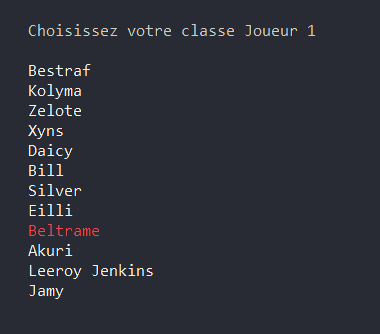 Choisissez votre classe Joueur 1
Bestraf
Kolyma
Zelote
Xyns
Daicy
Bill
Silver
Eilli
Beltrame
Akuri
Leeroy Jenkins
Jamy